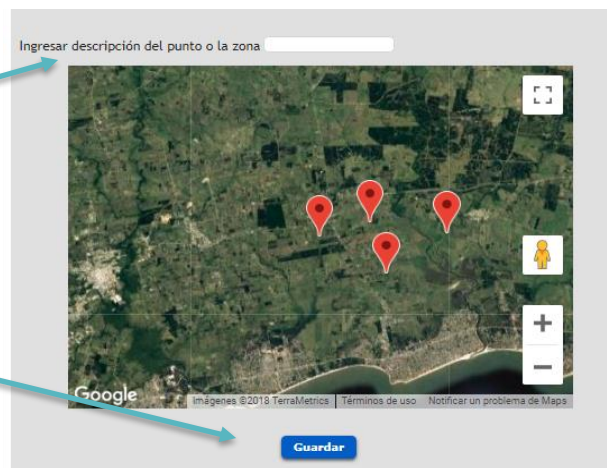 Ingresar descripción del punto o la zona
Google
Imágenes ©2018 TerraMetrics Términos de uso Notificar un problema de Maps
Guardar